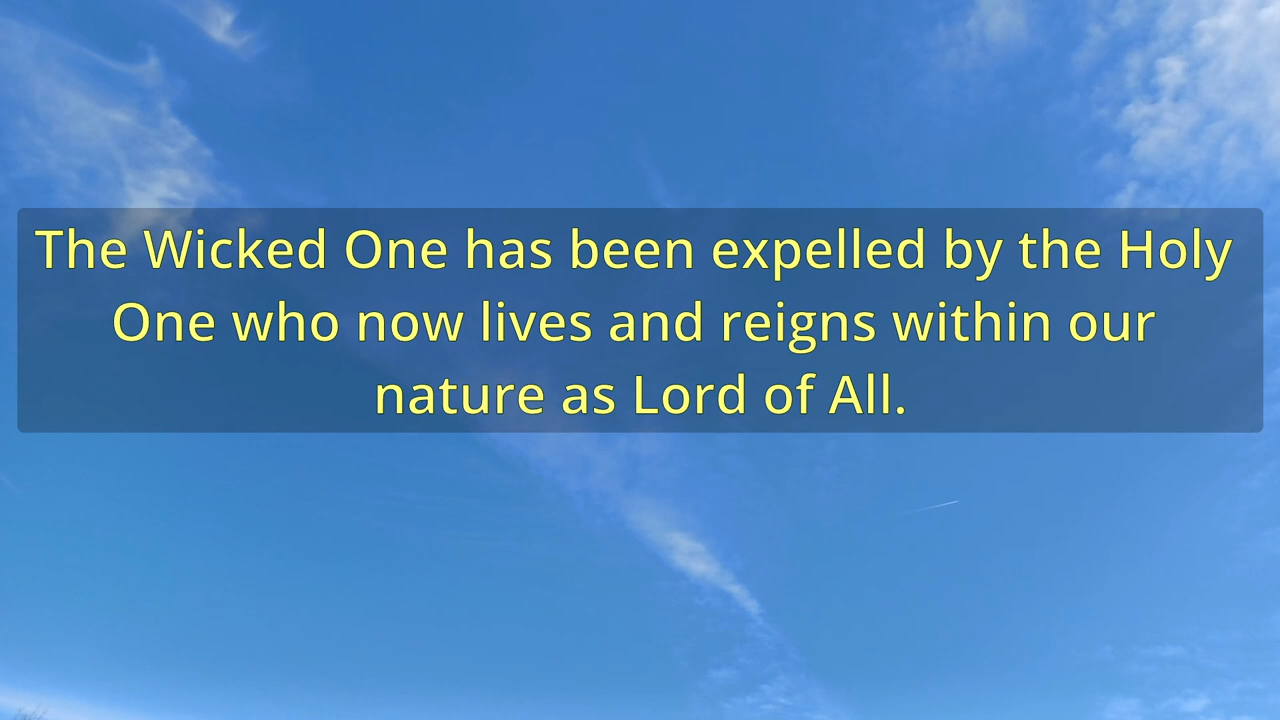 The Wicked One has been expelled by the Holy
One who now lives and reigns within our
nature as Lord of All.